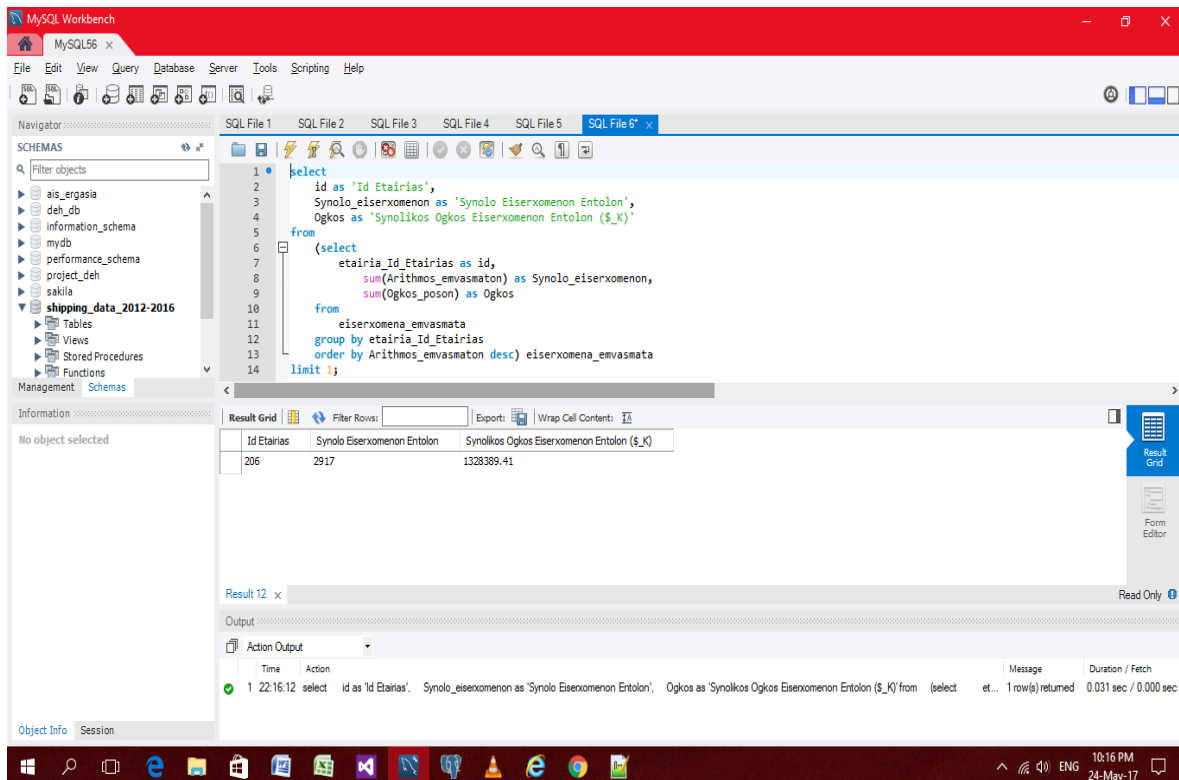 MySQL Workbench
MySQL56 ×
File Edit View Query Database Server Tools Scripting Help
Navigator
SQL File 1 SQL File 2 SQL File 3 SQL File 4 SQL File 5 SQL File 6* ×
SCHEMAS
Filter objects
ais_ergasia
deh_db
information_schema
mydb
performance_schema
project_deh
sakila
shipping_data_2012-2016
Tables
Views
Stored Procedures
Functions
Management Schemas
1 select
2 id as 'Id Etairias',
3 Synolo_eiserxomenon as 'Synolo Eiserxomenon Entolon',
4 Ogkos as 'Synolikos Ogkos Eiserxomenon Entolon ($_K)'
5 from
6 (select
7 etairia_Id_Etairias as id,
8 sum(Arithmos_emvasmaton) as Synolo_eiserxomenon,
9 sum(Ogkos_poson) as Ogkos
10 from
11 eiserxomena_emvasmata
12 group by etairia_Id_Etairias
13 order by Arithmos_emvasmaton desc) eiserxomena_emvasmata
14 limit 1;
Information
No object selected
Result Grid Filter Rows: Export: Wrap Cell Content:
Id Etairias Synolo Eiserxomenon Entolon Synolikos Ogkos Eiserxomenon Entolon ($_K)
206 2917 1328389.41
Result Grid
Form Editor
Result 12 ×
Read Only
Output
Action Output
Time Action Message Duration / Fetch
1 22:16:12 select id as 'Id Etairias', Synolo_eiserxomenon as 'Synolo Eiserxomenon Entolon', Ogkos as 'Synolikos Ogkos Eiserxomenon Entolon ($_K)' from (select et... 1 row(s) returned 0.031 sec / 0.000 sec
Object Info Session
ENG
10:16 PM
24-May-17